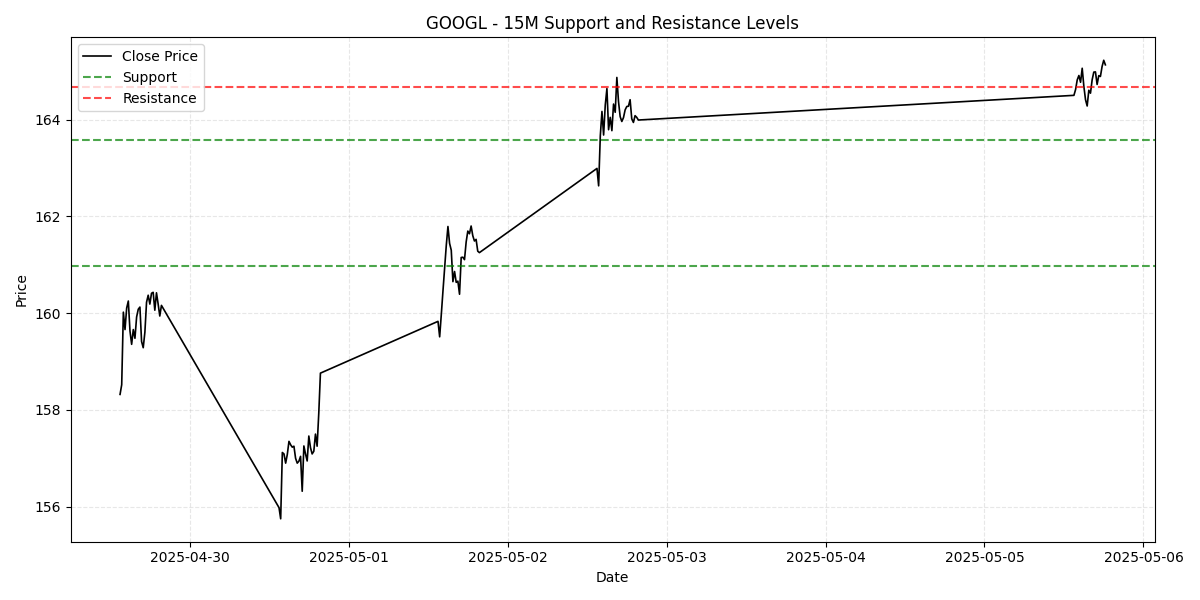 GOOGL - 15M Support and Resistance Levels
Close Price
Support
Resistance
164
162
160
158
156
Price
2025-04-30 2025-05-01 2025-05-02 2025-05-03 2025-05-04 2025-05-05 2025-05-06
Date